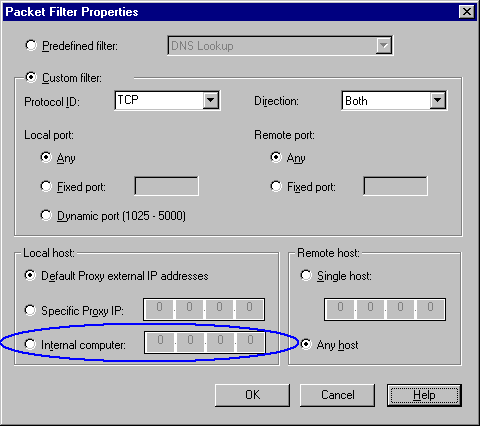 Packet Filter Properties
Predefined filter: DNS Lookup
Custom filter:
Protocol ID: TCP Direction: Both
Local port: Remote port:
Any Any
Fixed port: Fixed port:
Dynamic port (1025 - 5000)
Local host: Remote host:
Default Proxy external IP addresses Single host:
Specific Proxy IP: 0 . 0 . 0 . 0 0 . 0 . 0 . 0
Internal computer: 0 . 0 . 0 . 0 Any host
OK Cancel Help